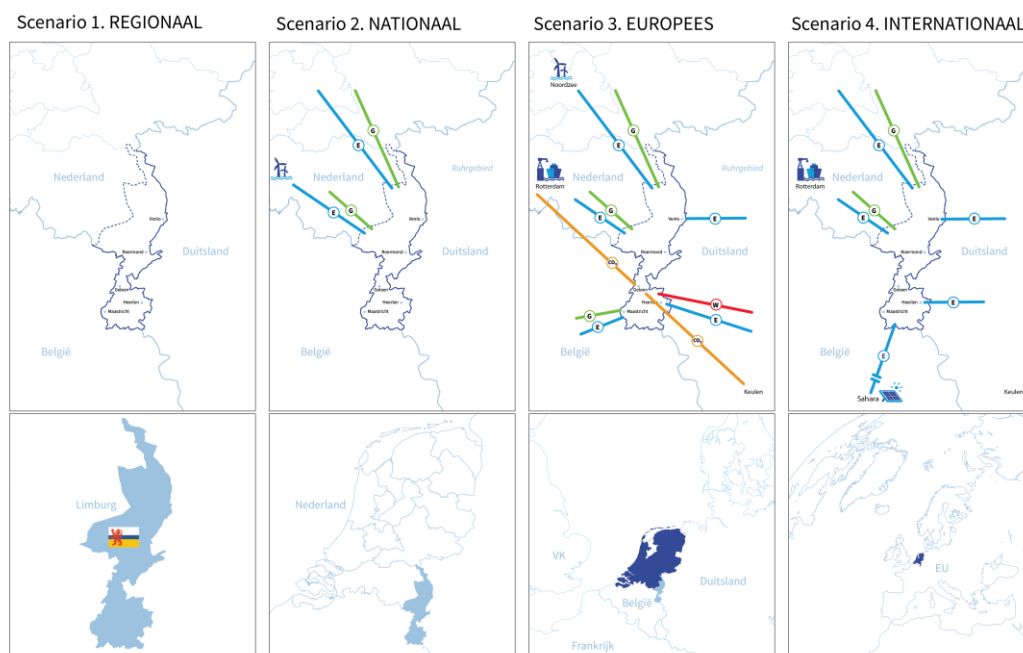 Scenario 1. REGIONAAL
Nederland
Venlo
Roermond
Duitsland
Geleen
Heerlen
Maastricht
België
Limburg
Scenario 2. NATIONAAL
G
E
Ruhrgebied
Nederland
G
E
Venlo
Roermond
Duitsland
Geleen
Heerlen
Maastricht
België
Nederland
Scenario 3. EUROPEES
Noordzee
G
E
Rotterdam
Ruhrgebied
Nederland
G
E
Venlo
E
Duitsland
CO₂
Geleen
Heerlen
Maastricht
W
G
E
E
CO₂
België
Keulen
VK
Duitsland
België
Frankrijk
Scenario 4. INTERNATIONAAL
G
E
Rotterdam
Nederland
G
E
Venlo
E
Roermond
Duitsland
Geleen
Heerlen
E
Maastricht
België
E
Sahara
Keulen
EU